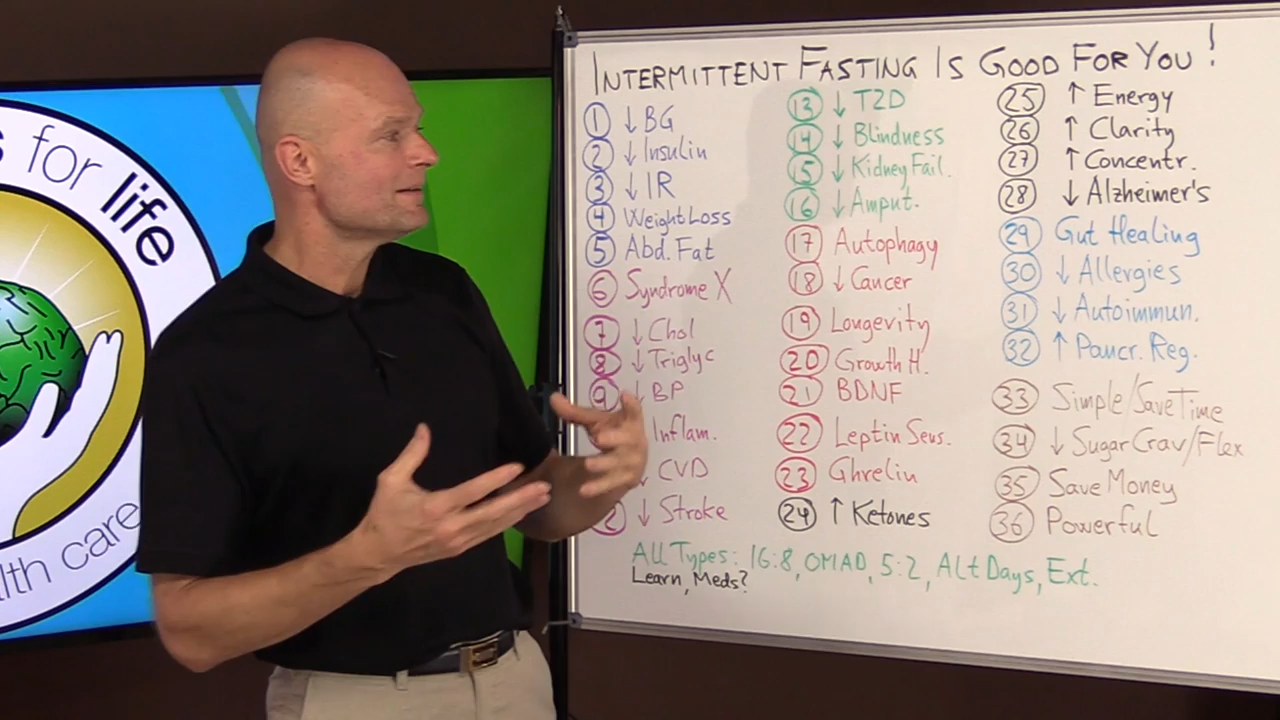 s for life
alth care
INTERMITTENT FASTING IS GOOD FOR YOU!
1 ↓ BG
2 ↓ Insulin
3 ↓ IR
4 Weight Loss
5 Abd. Fat
6 Syndrome X
7 ↓ Chol
8 ↓ Triglyc
9 ↓ BP
Inflam.
↓ CVD
2 ↓ Stroke
13 ↓ T2D
14 ↓ Blindness
15 ↓ Kidney Fail.
16 ↓ Amput.
17 Autophagy
18 ↓ Cancer
19 Longevity
20 Growth H.
21 BDNF
22 Leptin Sens.
23 Ghrelin
24 ↑ Ketones
25 ↑ Energy
26 ↑ Clarity
27 ↑ Concentr.
28 ↓ Alzheimer's
29 Gut Healing
30 ↓ Allergies
31 ↓ Autoimmun.
32 ↑ Pancr. Reg.
33 Simple/Save Time
34 ↓ Sugar Crav/Flex
35 Save Money
36 Powerful
All Types: 16:8, OMAD, 5:2, Alt Days, Ext.
Learn, Meds?